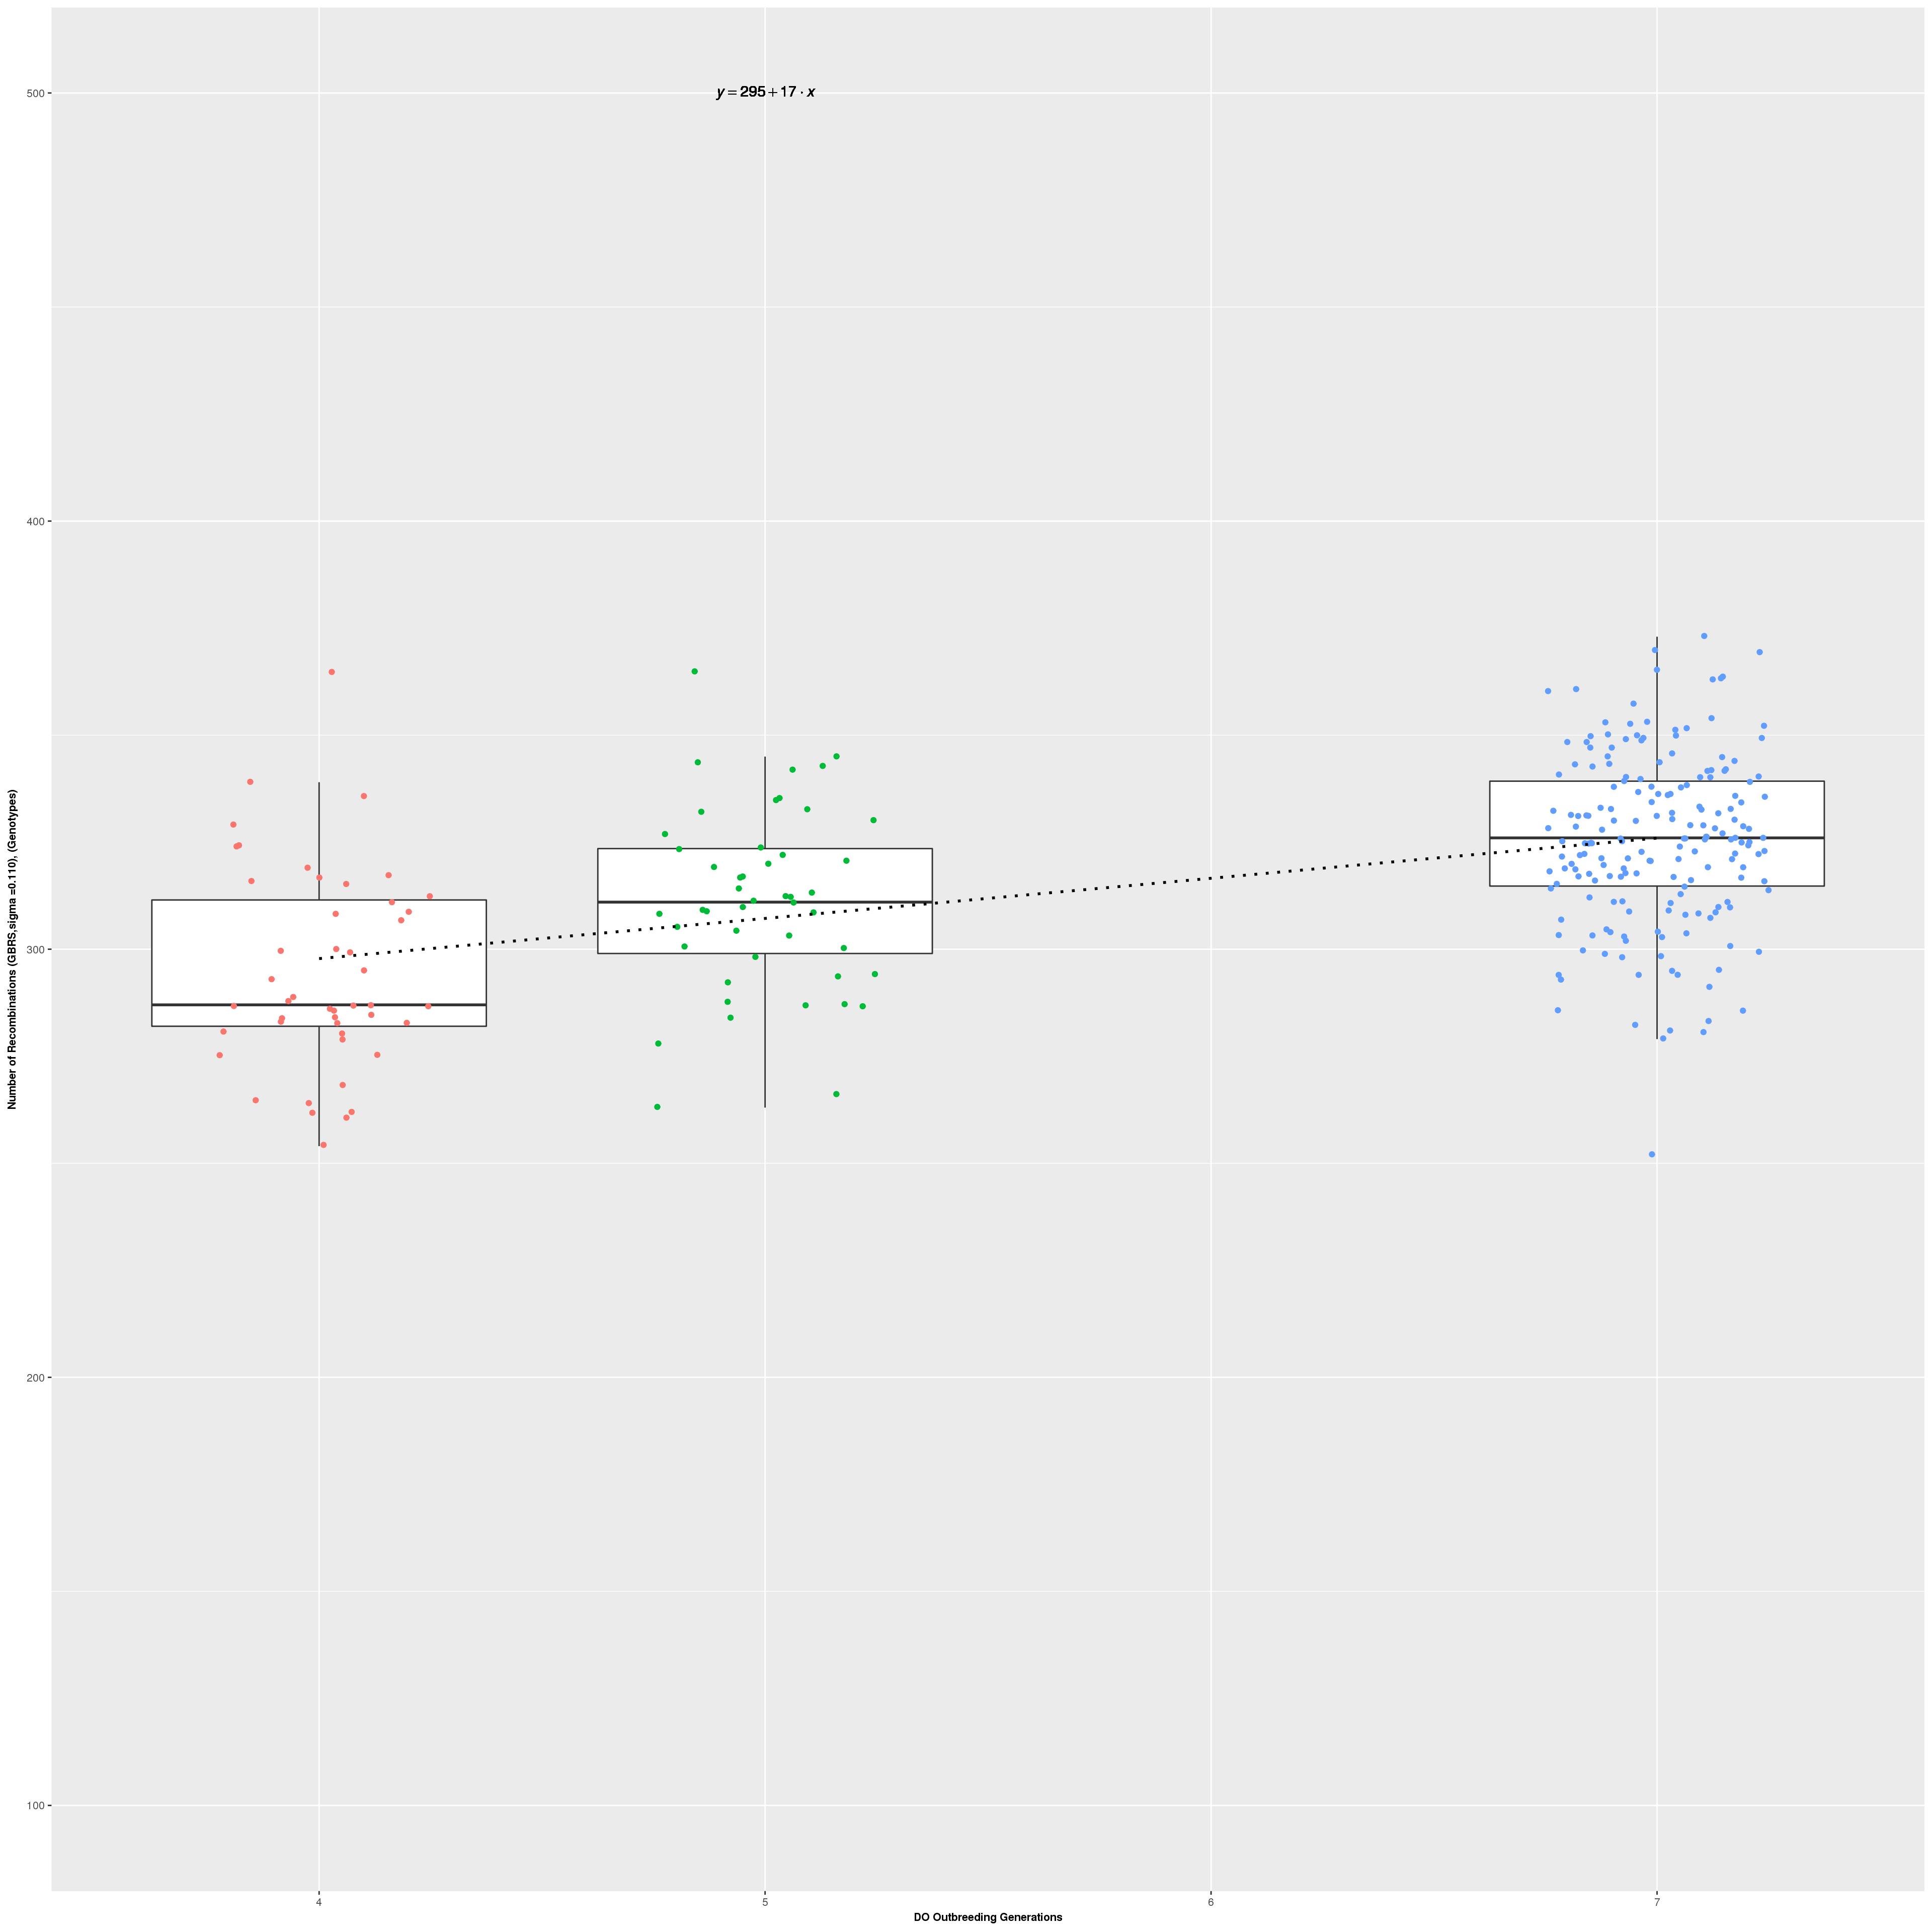 y = 295 + 17 · x
500
400
300
200
100
Number of Recombinations (GBRS,sigma =0.110), (Genotypes)
4 5 6 7
DO Outbreeding Generations